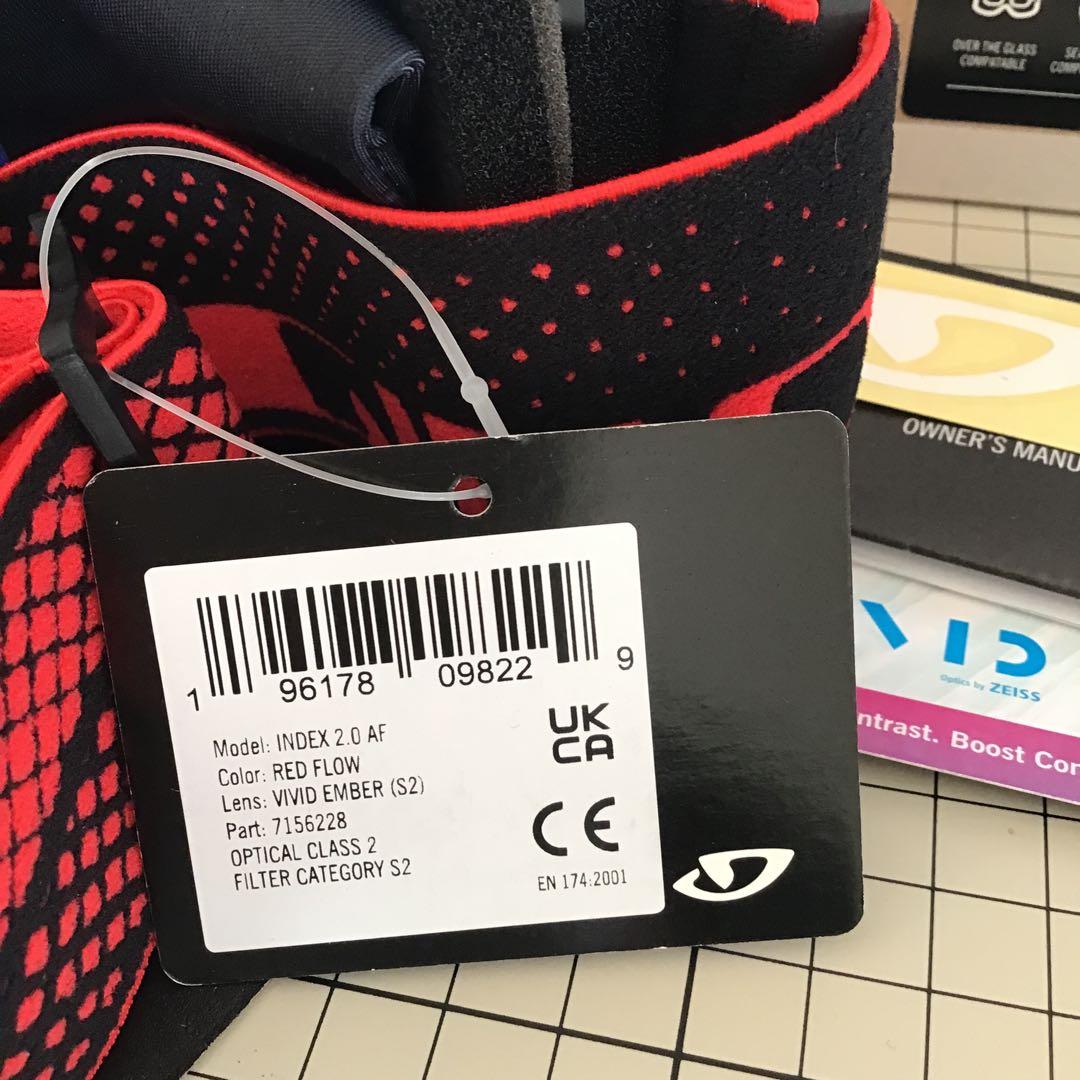 OVER THE GLASS
COMPATABLE
OWNER'S MANU
VID
Optics by ZEISS
ntrast. Boost Con
1 96178 09822 9
Model: INDEX 2.0 AF
Color: RED FLOW
Lens: VIVID EMBER (S2)
Part: 7156228
OPTICAL CLASS 2
FILTER CATEGORY S2
UK
CA
CE
EN 174:2001